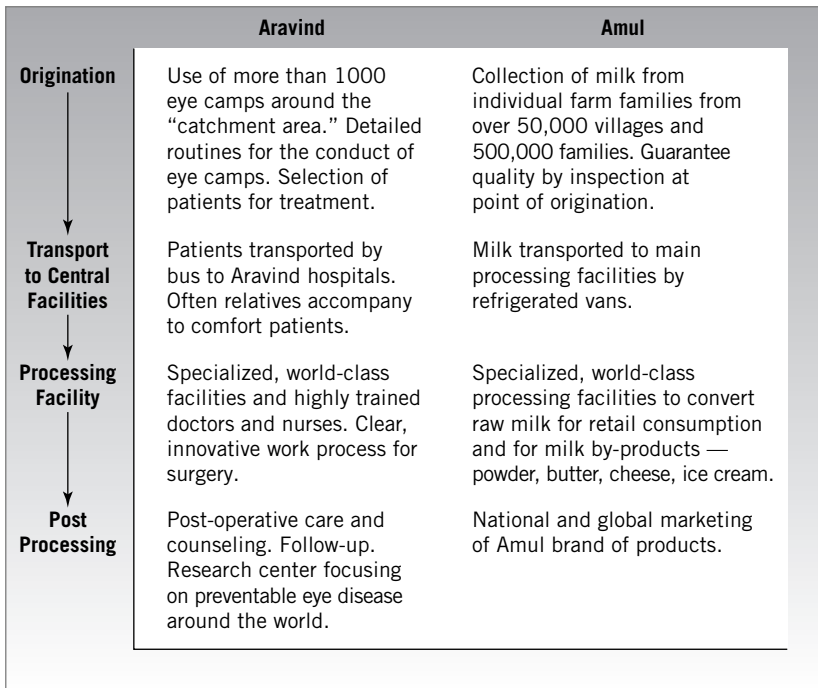 Aravind
Amul
Origination
Use of more than 1000
eye camps around the
“catchment area.” Detailed
routines for the conduct of
eye camps. Selection of
patients for treatment.
Collection of milk from
individual farm families from
over 50,000 villages and
500,000 families. Guarantee
quality by inspection at
point of origination.
Transport
to Central
Facilities
Patients transported by
bus to Aravind hospitals.
Often relatives accompany
to comfort patients.
Milk transported to main
processing facilities by
refrigerated vans.
Processing
Facility
Specialized, world-class
facilities and highly trained
doctors and nurses. Clear,
innovative work process for
surgery.
Specialized, world-class
processing facilities to convert
raw milk for retail consumption
and for milk by-products —
powder, butter, cheese, ice cream.
Post
Processing
Post-operative care and
counseling. Follow-up.
Research center focusing
on preventable eye disease
around the world.
National and global marketing
of Amul brand of products.